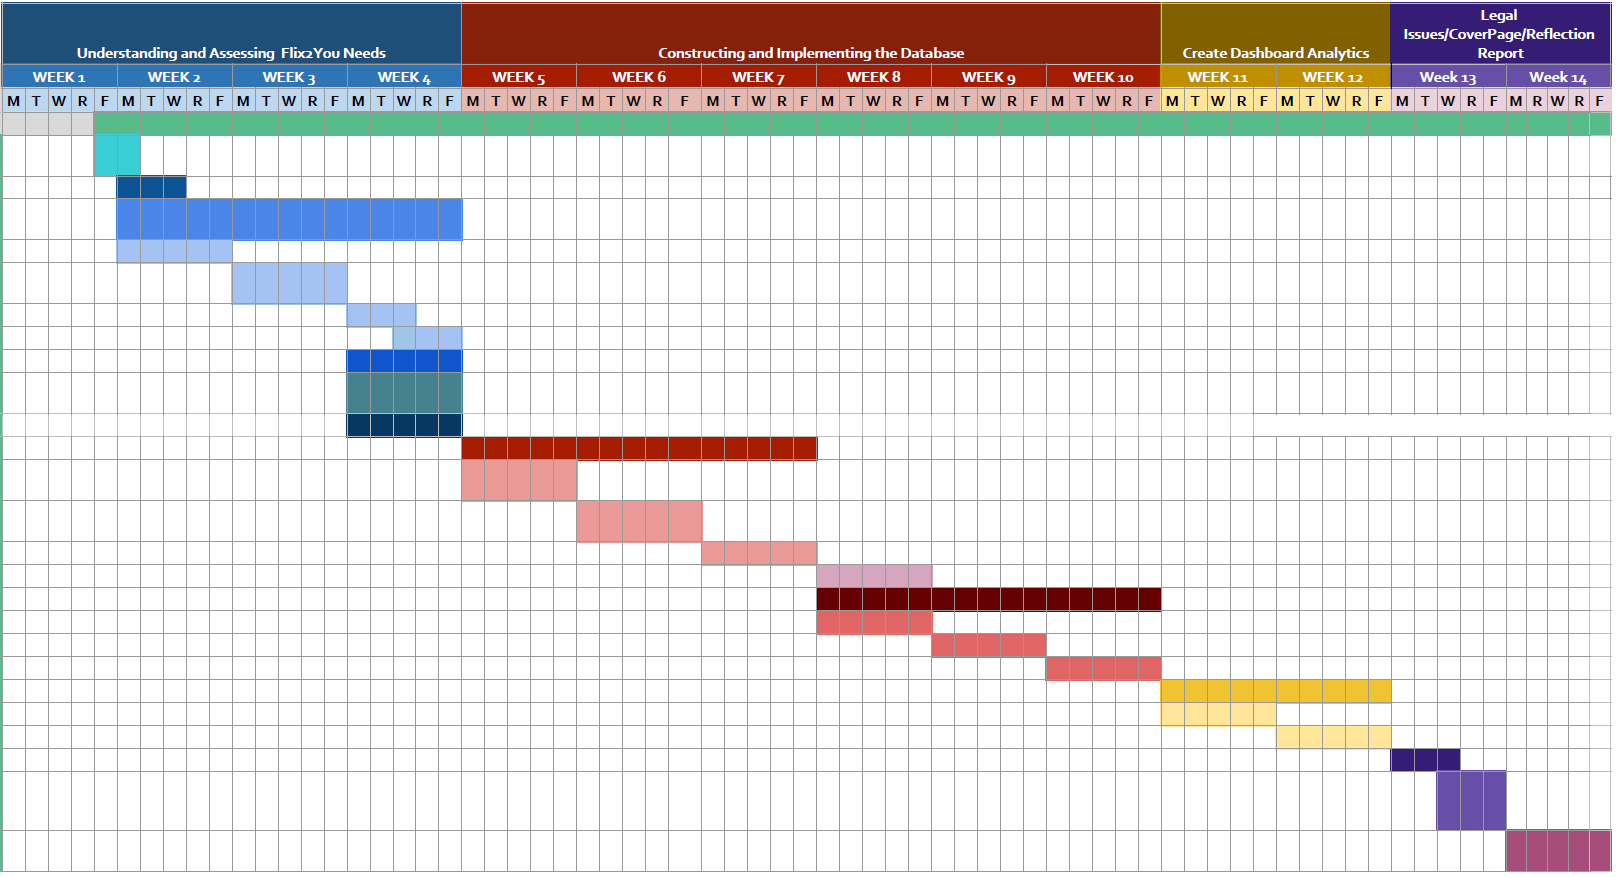 Legal
Issues/CoverPage/Reflection
Understanding and Assessing Flix2You Needs Constructing and Implementing the Database Create Dashboard Analytics Report
WEEK 1 WEEK 2 WEEK 3 WEEK 4 WEEK 5 WEEK 6 WEEK 7 WEEK 8 WEEK 9 WEEK 10 WEEK 11 WEEK 12 Week 13 Week 14
M T W R F M T W R F M T W R F M T W R F M T W R F M T W R F M T W R F M T W R F M T W R F M T W R F M T W R F M T W R F M T W R F M R W R F